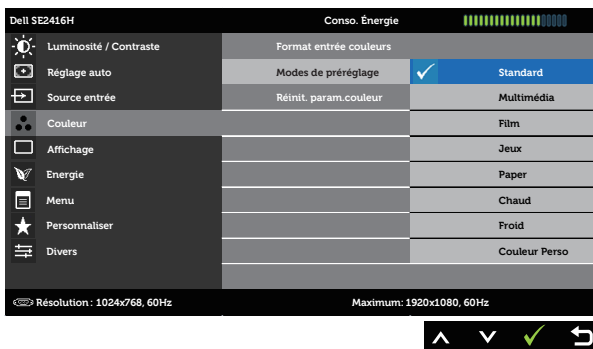 Dell SE2416H Conso. Énergie
Luminosité / Contraste Format entrée couleurs
Réglage auto Modes de préréglage Standard
Source entrée Réinit. param.couleur Multimédia
Couleur Film
Affichage Jeux
Energie Paper
Menu Chaud
Personnaliser Froid
Divers Couleur Perso
Résolution : 1024x768, 60Hz Maximum: 1920x1080, 60Hz